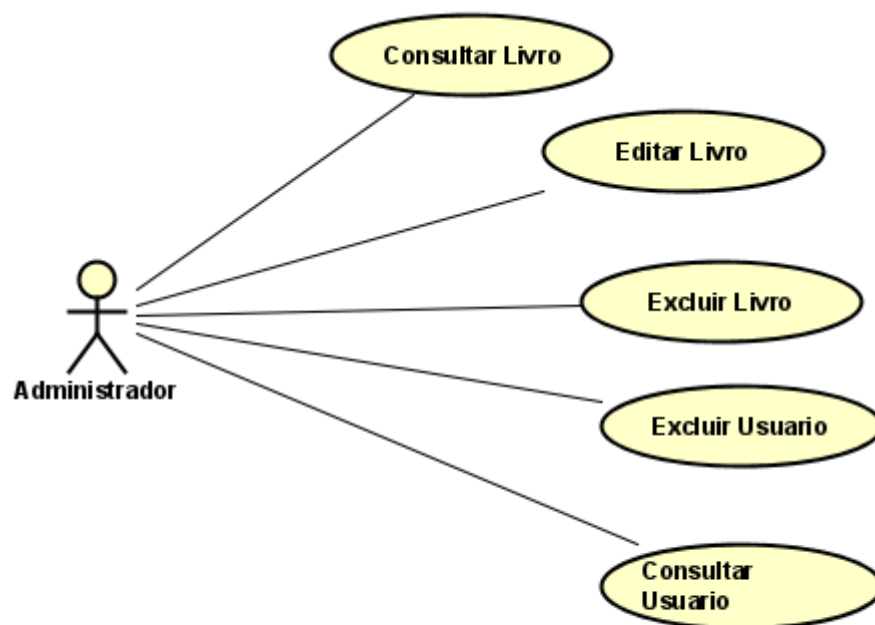 Consultar Livro
Editar Livro
Excluir Livro
Administrador
Excluir Usuario
Consultar
Usuario